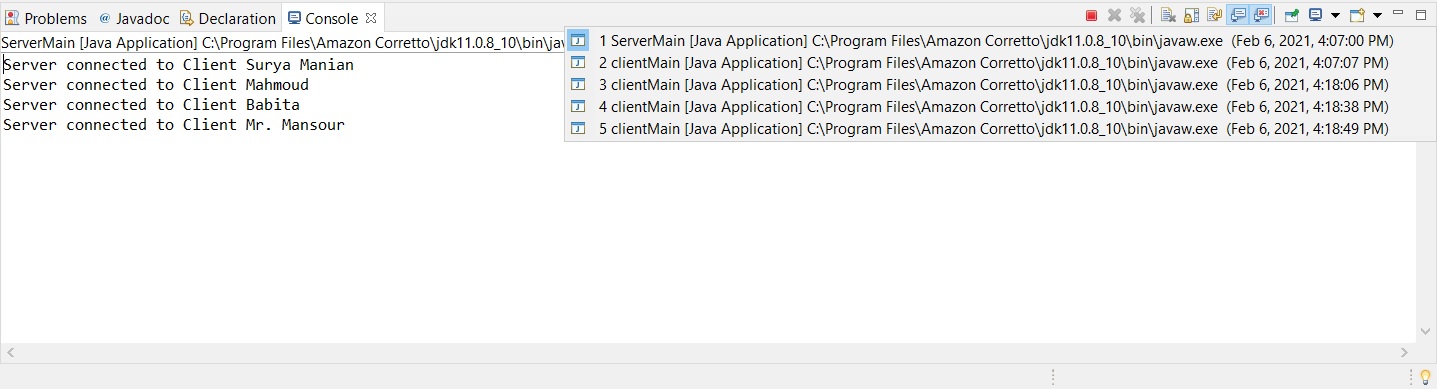 Problems @ Javadoc Declaration Console
ServerMain [Java Application] C:\Program Files\Amazon Corretto\jdk11.0.8_10\bin\jav
Server connected to Client Surya Manian
Server connected to Client Mahmoud
Server connected to Client Babita
Server connected to Client Mr. Mansour
1 ServerMain [Java Application] C:\Program Files\Amazon Corretto\jdk11.0.8_10\bin\javaw.exe (Feb 6, 2021, 4:07:00 PM)
2 clientMain [Java Application] C:\Program Files\Amazon Corretto\jdk11.0.8_10\bin\javaw.exe (Feb 6, 2021, 4:07:07 PM)
3 clientMain [Java Application] C:\Program Files\Amazon Corretto\jdk11.0.8_10\bin\javaw.exe (Feb 6, 2021, 4:18:06 PM)
4 clientMain [Java Application] C:\Program Files\Amazon Corretto\jdk11.0.8_10\bin\javaw.exe (Feb 6, 2021, 4:18:38 PM)
5 clientMain [Java Application] C:\Program Files\Amazon Corretto\jdk11.0.8_10\bin\javaw.exe (Feb 6, 2021, 4:18:49 PM)